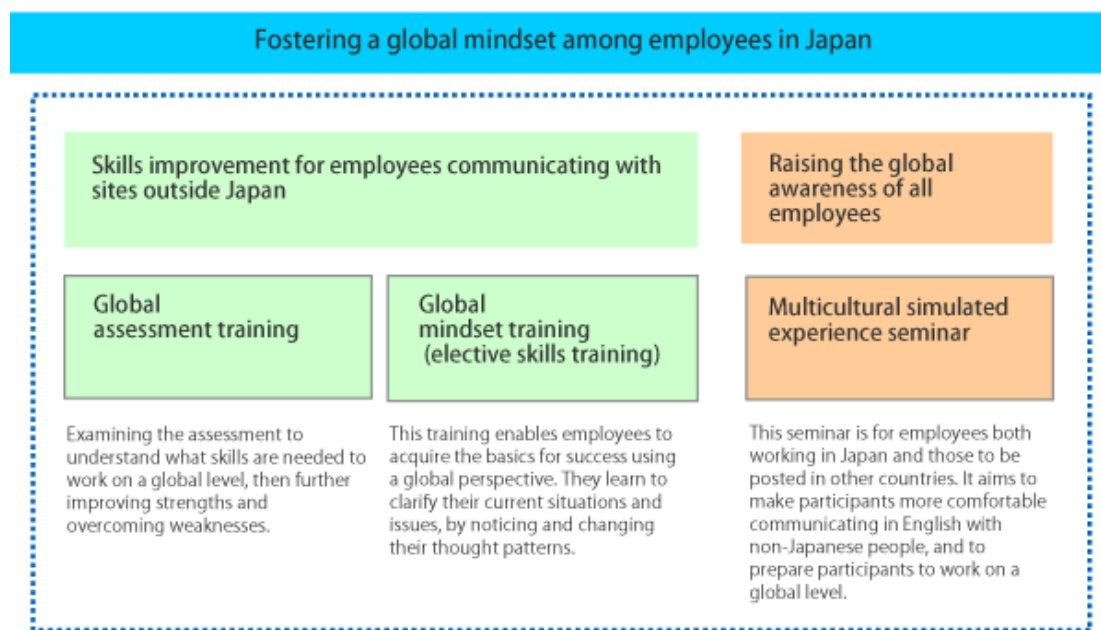 Fostering a global mindset among employees in Japan
Skills improvement for employees communicating with
sites outside Japan
Raising the global
awareness of all
employees
Global
assessment training
Global
mindset training
(elective skills training)
Multicultural simulated
experience seminar
Examining the assessment to
understand what skills are needed to
work on a global level, then further
improving strengths and
overcoming weaknesses.
This training enables employees to
acquire the basics for success using
a global perspective. They learn to
clarify their current situations and
issues, by noticing and changing
their thought patterns.
This seminar is for employees both
working in Japan and those to be
posted in other countries. It aims to
make participants more comfortable
communicating in English with
non-Japanese people, and to
prepare participants to work on a
global level.